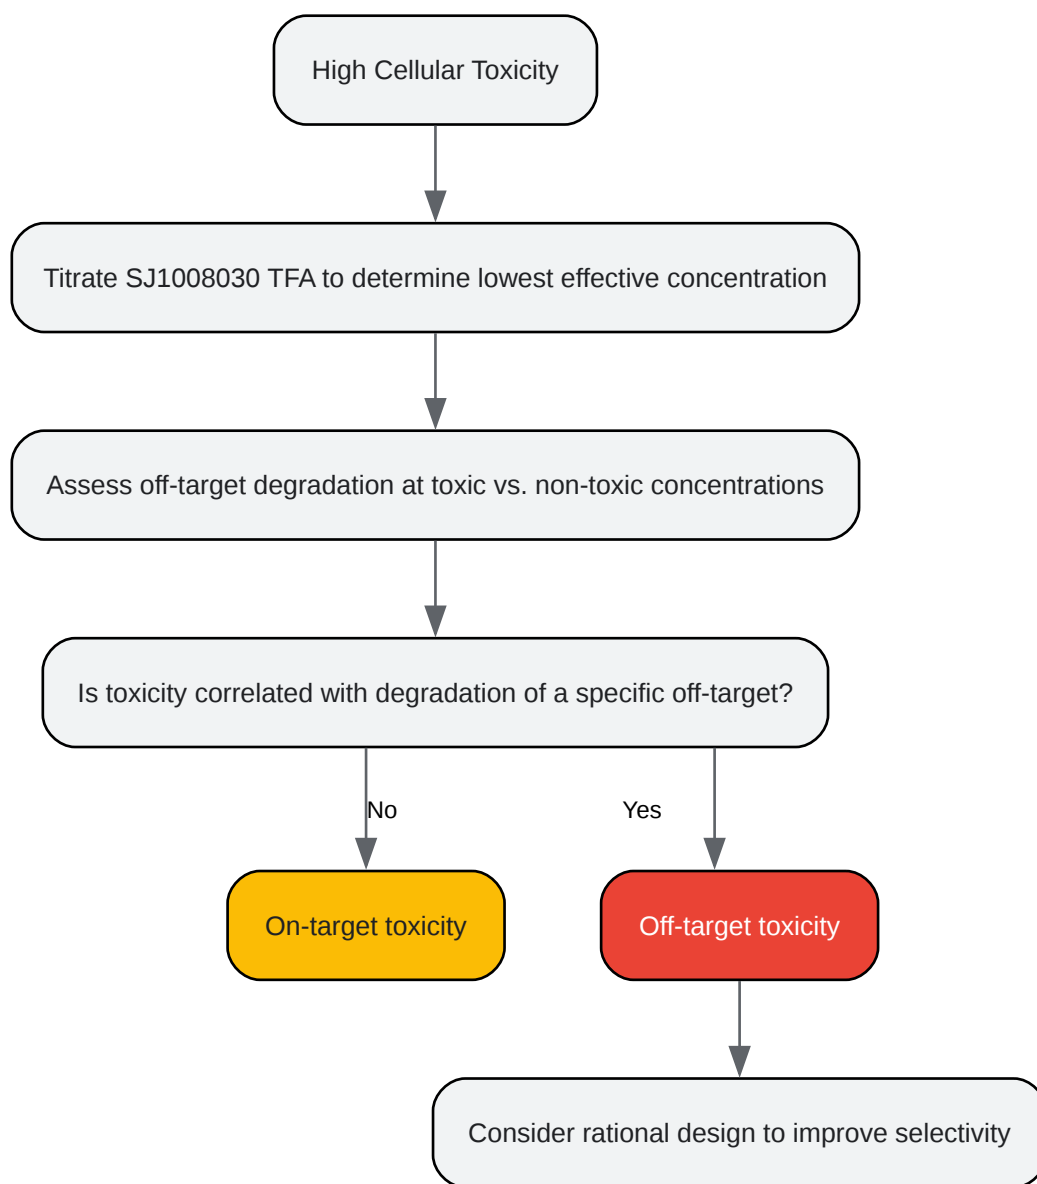 High Cellular Toxicity
Titrate SJ1008030 TFA to determine lowest effective concentration
Assess off-target degradation at toxic vs. non-toxic concentrations
Is toxicity correlated with degradation of a specific off-target?
No
Yes
On-target toxicity
Off-target toxicity
Consider rational design to improve selectivity